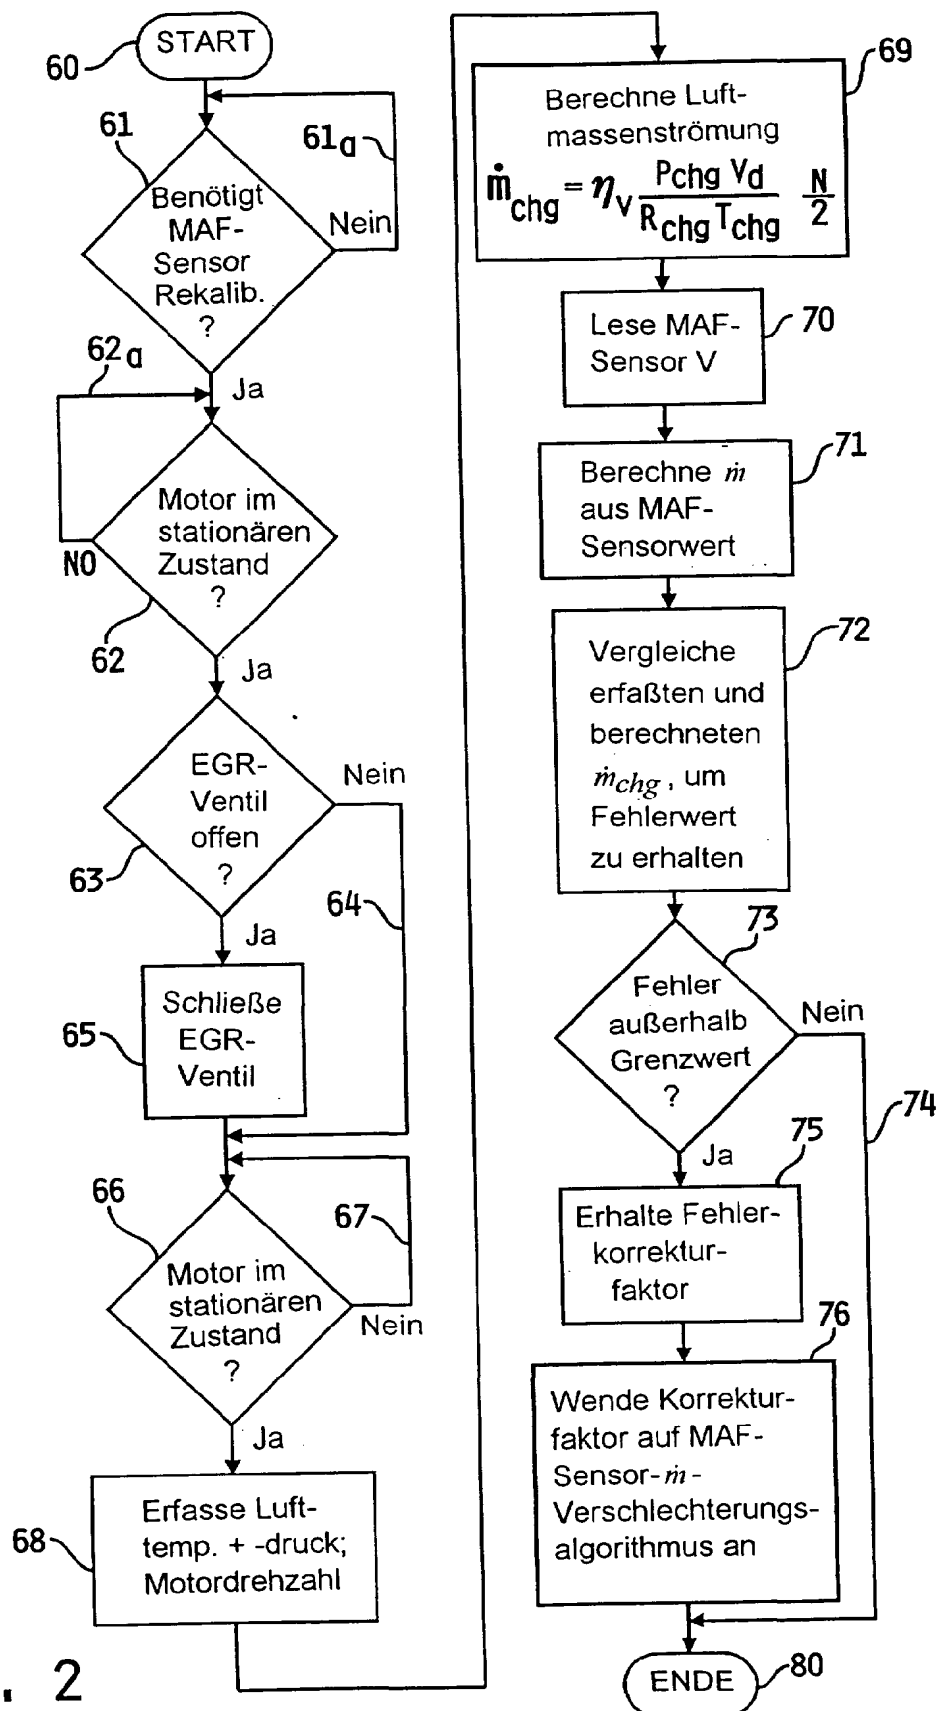 START
60
61
61a
Benötigt
MAF-
Sensor
Rekalib.
?
Nein
62a
Ja
Motor im
stationären
Zustand
?
NO
62
Ja
EGR-
Ventil
offen
?
Nein
63
64
Ja
Schließe
EGR-
Ventil
65
66
67
Motor im
stationären
Zustand
?
Nein
Ja
Erfasse Luft-
temp. + -druck;
Motordrehzahl
68
. 2
69
Berechne Luft-
massenströmung
ṁchg = ηv Pchg Vd / Rchg Tchg N/2
Lese MAF-
Sensor V
70
71
Berechne ṁ
aus MAF-
Sensorwert
72
Vergleiche
erfaßten und
berechneten
ṁchg, um
Fehlerwert
zu erhalten
73
Fehler
außerhalb
Grenzwert
?
Nein
74
Ja
75
Erhalte Fehler-
korrektur-
faktor
76
Wende Korrektur-
faktor auf MAF-
Sensor-ṁ-
Verschlechterungs-
algorithmus an
ENDE
80